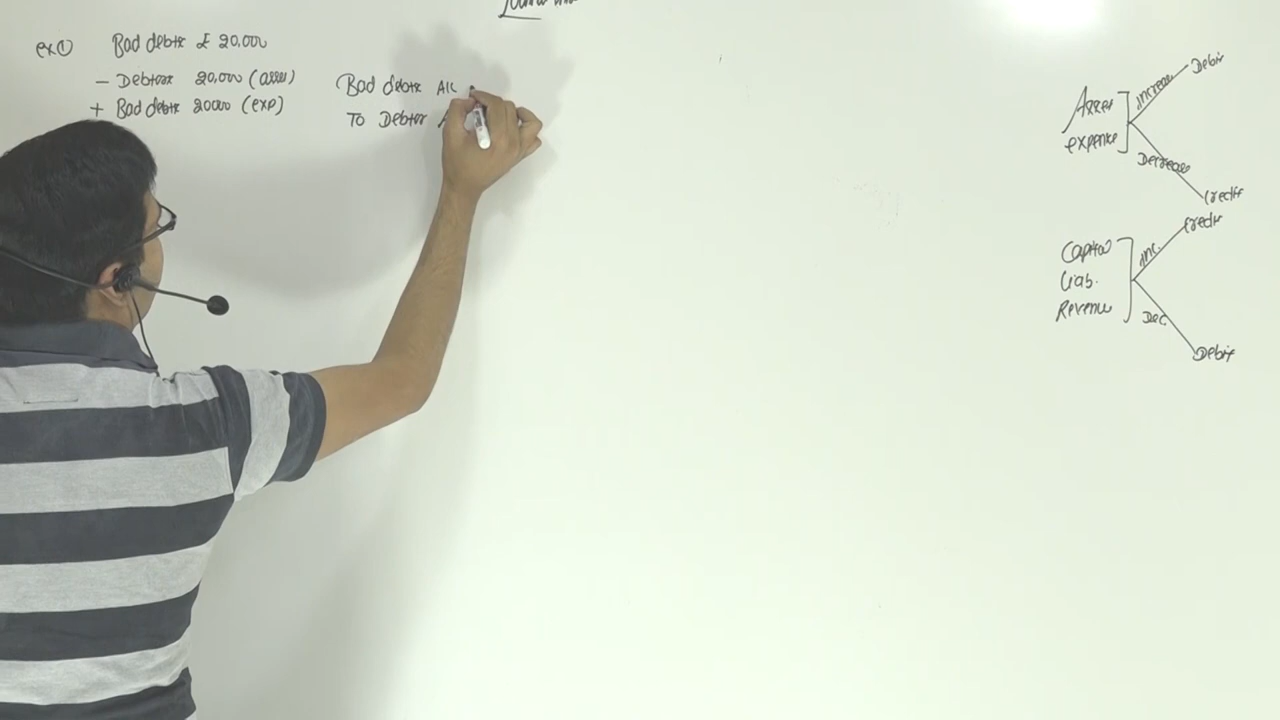 ex① Bad debts £ 20,000
- Debtors 20,000 (asset)
+ Bad debts 20000 (exp)
Bad debts A/c
To Debtor
Asset
expense
increase
Debit
Decrease
Credit
Capital
Liab.
Revenue
inc.
Credit
Dec.
Debit